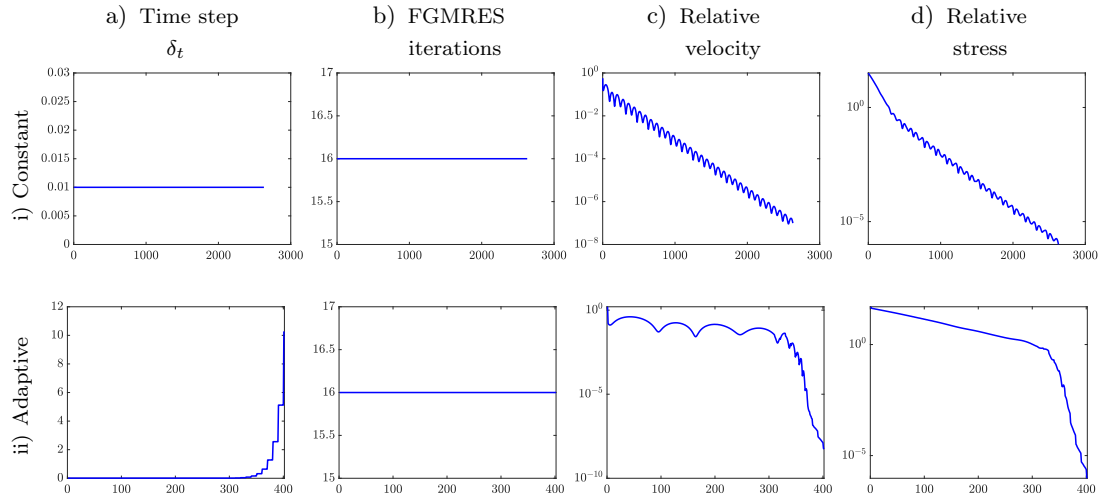 a) Time step
δt
b) FGMRES
iterations
c) Relative
velocity
d) Relative
stress
i) Constant
0.03
0.025
0.02
0.015
0.01
0.005
0
0 1000 2000 3000
17
16.5
16
15.5
15
0 1000 2000 3000
10^0
10^-2
10^-4
10^-6
10^-8
0 1000 2000 3000
10^0
10^-5
0 1000 2000 3000
ii) Adaptive
12
10
8
6
4
2
0
0 100 200 300 400
17
16.5
16
15.5
15
0 100 200 300 400
10^0
10^-5
10^-10
0 100 200 300 400
10^0
10^-5
0 100 200 300 400